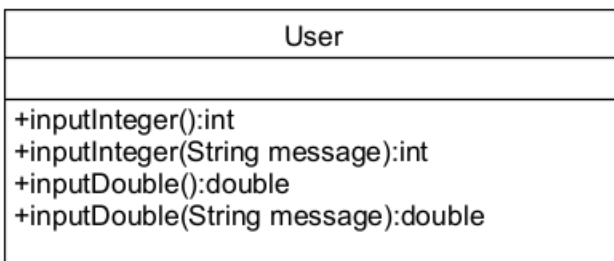 User
+inputInteger():int
+inputInteger(String message):int
+inputDouble():double
+inputDouble(String message):double